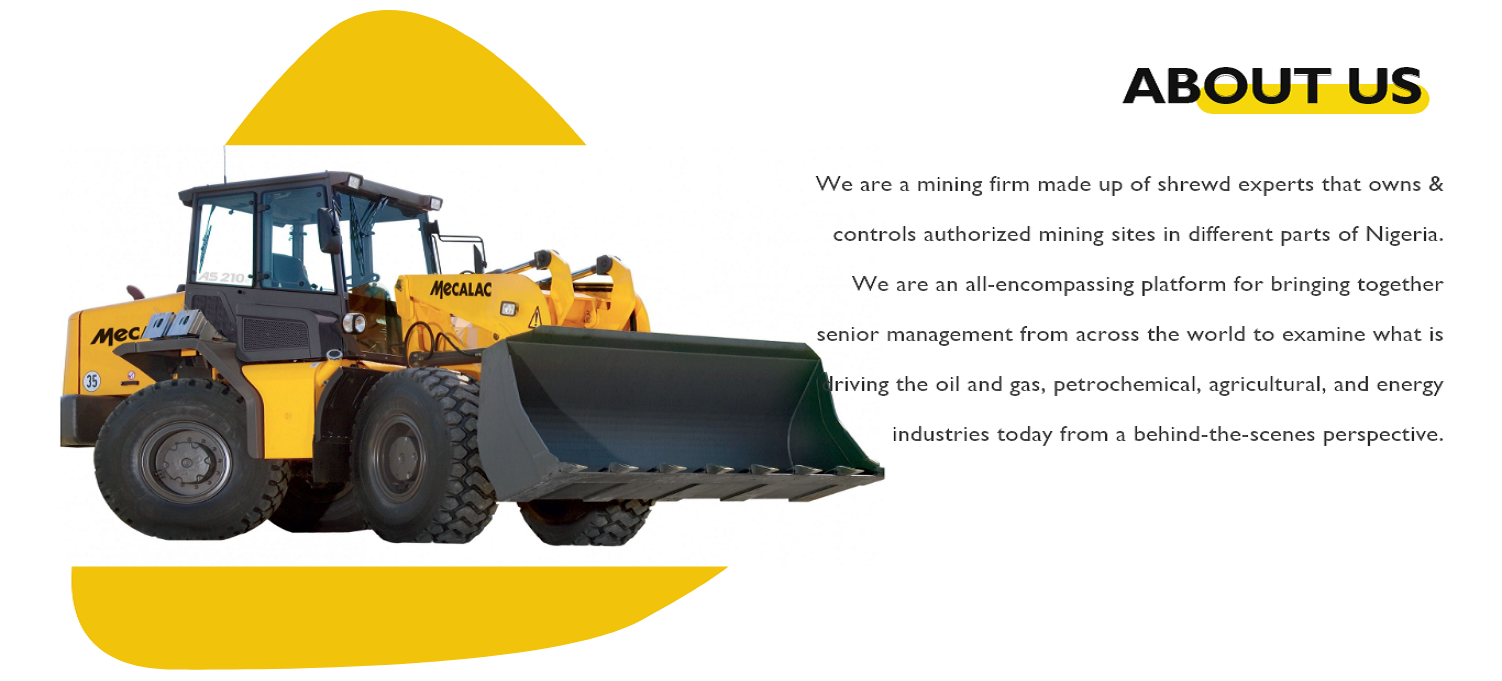 ABOUT US
We are a mining firm made up of shrewd experts that owns &
controls authorized mining sites in different parts of Nigeria.
We are an all-encompassing platform for bringing together
senior management from across the world to examine what is
driving the oil and gas, petrochemical, agricultural, and energy
industries today from a behind-the-scenes perspective.
AS 210
MECALAC
MEC
35